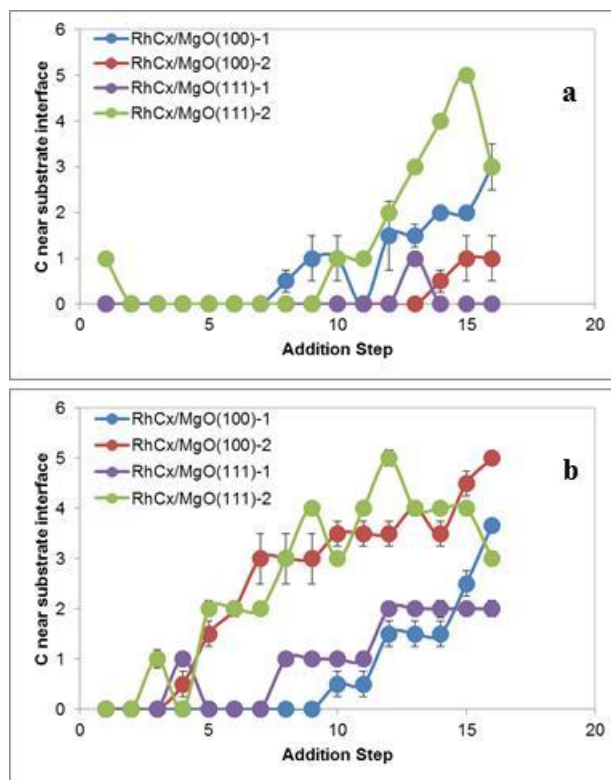 6
5
4
3
2
1
0
C near substrate interface
RhCx/MgO(100)-1
RhCx/MgO(100)-2
RhCx/MgO(111)-1
RhCx/MgO(111)-2
a
0 5 10 15 20
Addition Step
6
5
4
3
2
1
0
C near substrate interface
RhCx/MgO(100)-1
RhCx/MgO(100)-2
RhCx/MgO(111)-1
RhCx/MgO(111)-2
b
0 5 10 15 20
Addition Step